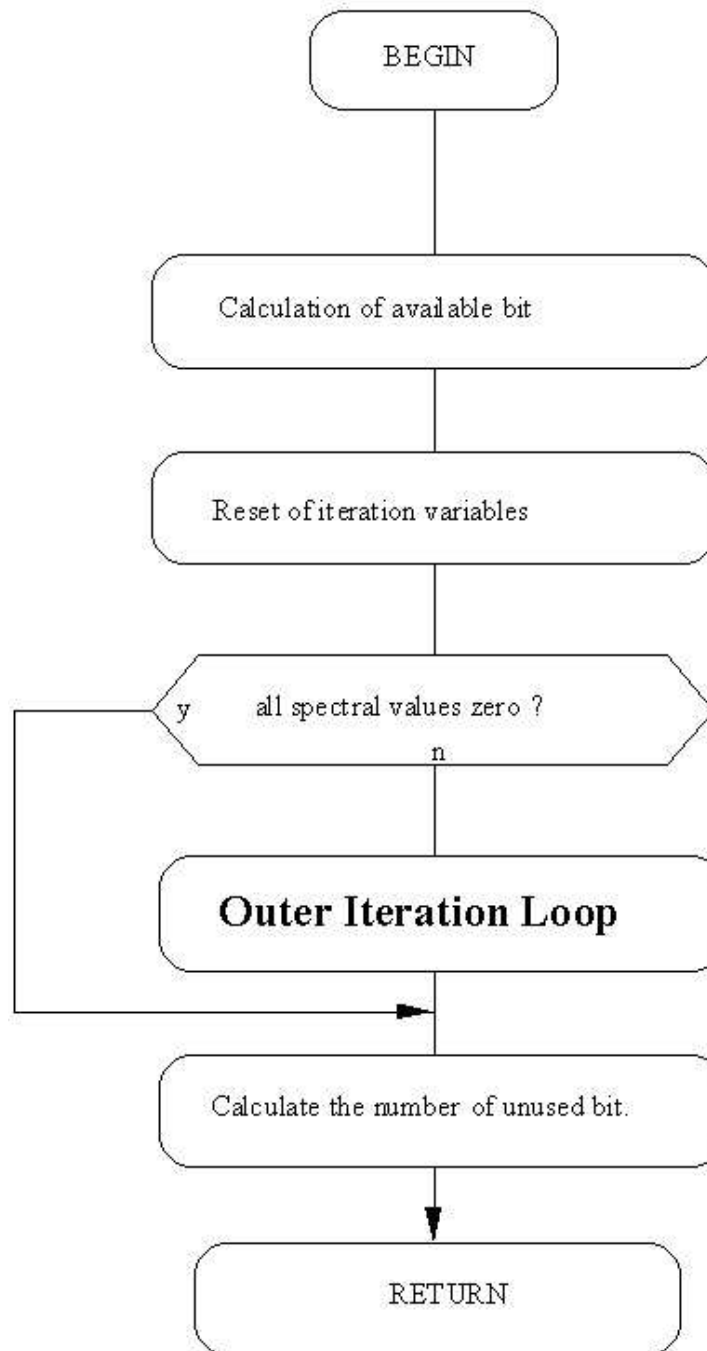 BEGIN
Calculation of available bit
Reset of iteration variables
y all spectral values zero ?
n
Outer Iteration Loop
Calculate the number of unused bit.
RETURN